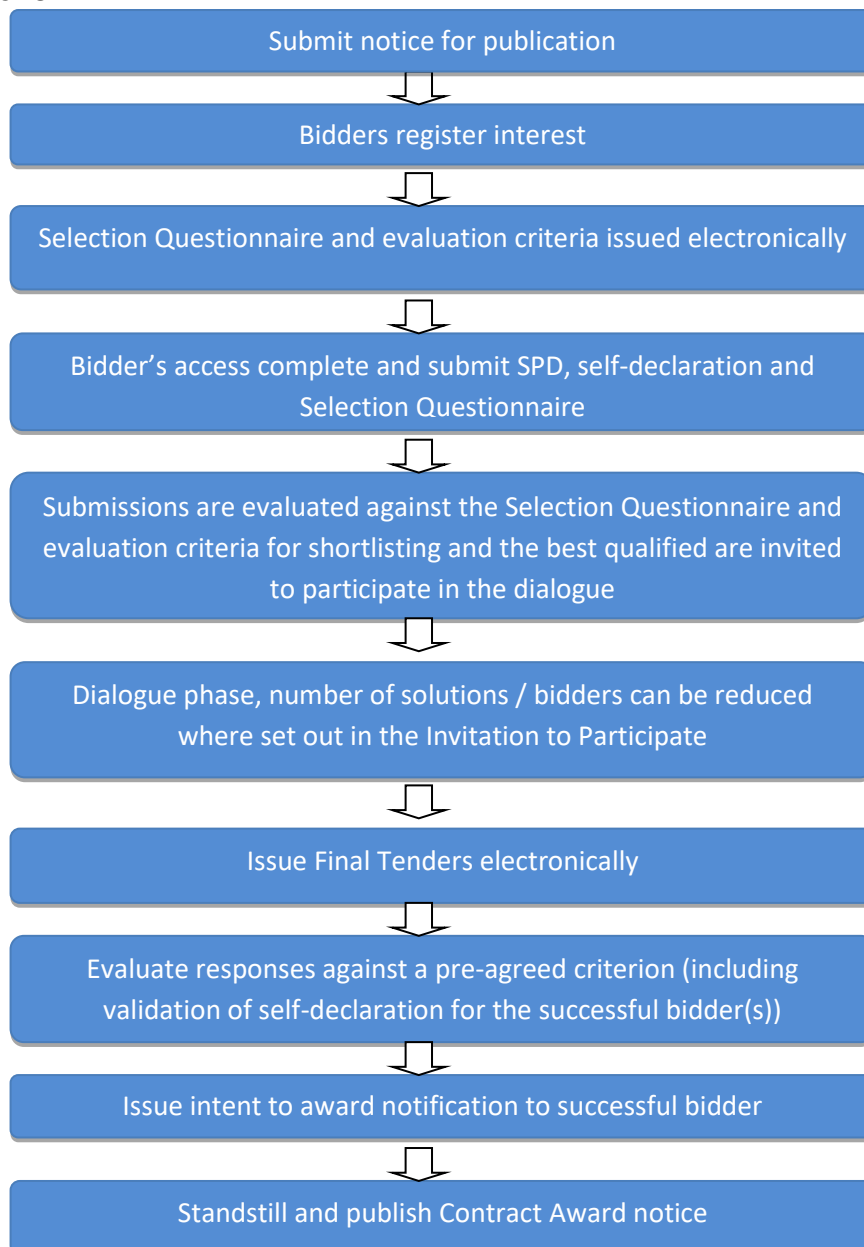 Submit notice for publication
Bidders register interest
Selection Questionnaire and evaluation criteria issued electronically
Bidder’s access complete and submit SPD, self-declaration and
Selection Questionnaire
Submissions are evaluated against the Selection Questionnaire and
evaluation criteria for shortlisting and the best qualified are invited
to participate in the dialogue
Dialogue phase, number of solutions / bidders can be reduced
where set out in the Invitation to Participate
Issue Final Tenders electronically
Evaluate responses against a pre-agreed criterion (including
validation of self-declaration for the successful bidder(s))
Issue intent to award notification to successful bidder
Standstill and publish Contract Award notice